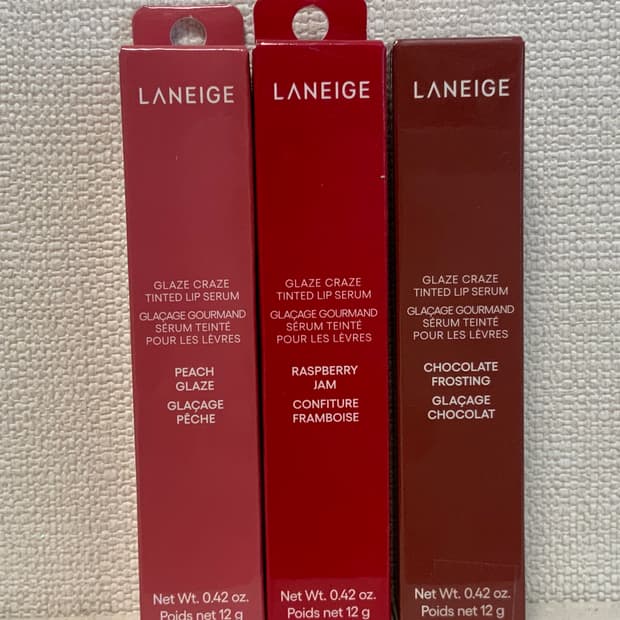 LANEIGE
GLAZE CRAZE
TINTED LIP SERUM
GLAÇAGE GOURMAND
SÉRUM TEINTÉ
POUR LES LÈVRES
PEACH
GLAZE
GLAÇAGE
PÊCHE
Net Wt. 0.42 oz.
Poids net 12 g
LANEIGE
GLAZE CRAZE
TINTED LIP SERUM
GLAÇAGE GOURMAND
SÉRUM TEINTÉ
POUR LES LÈVRES
RASPBERRY
JAM
CONFITURE
FRAMBOISE
Net Wt. 0.42 oz.
Poids net 12 g
LANEIGE
GLAZE CRAZE
TINTED LIP SERUM
GLAÇAGE GOURMAND
SÉRUM TEINTÉ
POUR LES LÈVRES
CHOCOLATE
FROSTING
GLAÇAGE
CHOCOLAT
Net Wt. 0.42 oz.
Poids net 12 g